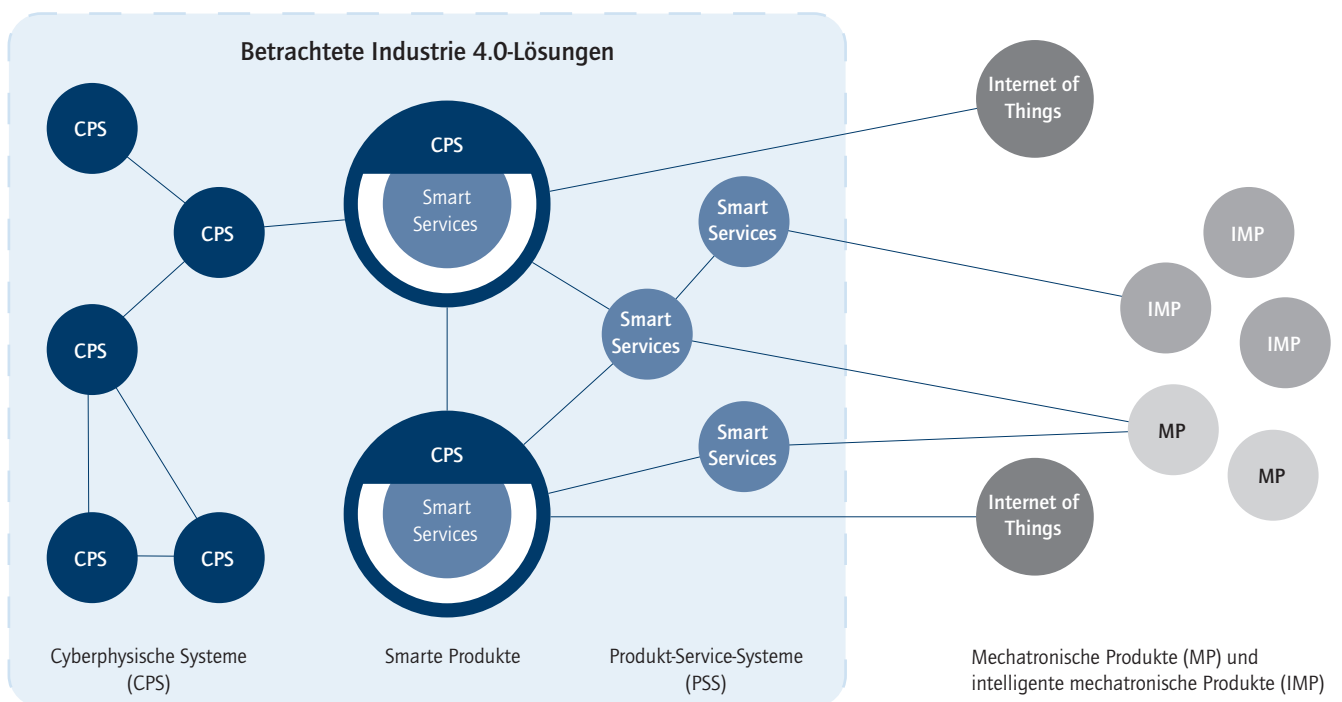 Betrachtete Industrie 4.0-Lösungen
CPS
CPS
CPS
CPS
CPS
CPS
Smart
Services
CPS
Smart
Services
Smart
Services
Smart
Services
Smart
Services
Internet of
Things
Internet of
Things
IMP
IMP
IMP
MP
MP
Cyberphysische Systeme
(CPS)
Smarte Produkte
Produkt-Service-Systeme
(PSS)
Mechatronische Produkte (MP) und
intelligente mechatronische Produkte (IMP)